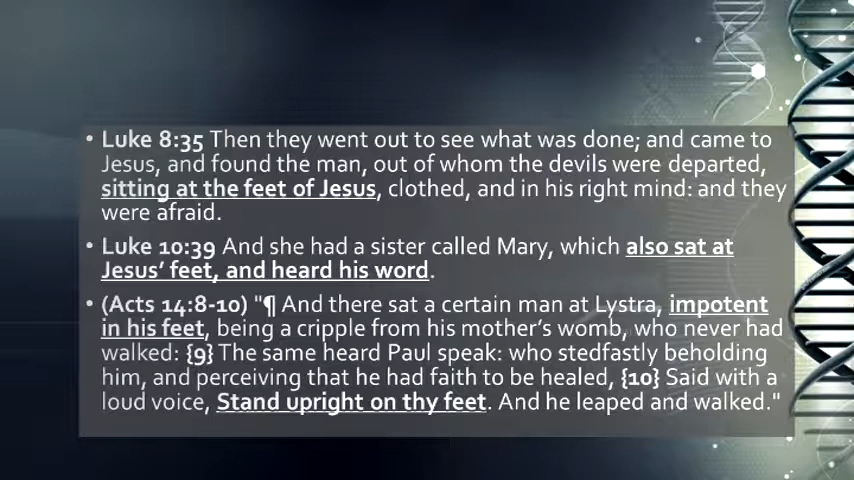 • Luke 8:35 Then they went out to see what was done; and came to
Jesus, and found the man, out of whom the devils were departed,
sitting at the feet of Jesus, clothed, and in his right mind: and they
were afraid.
• Luke 10:39 And she had a sister called Mary, which also sat at
Jesus’ feet, and heard his word.
• (Acts 14:8-10) "¶ And there sat a certain man at Lystra, impotent
in his feet, being a cripple from his mother’s womb, who never had
walked: {9} The same heard Paul speak: who stedfastly beholding
him, and perceiving that he had faith to be healed, {10} Said with a
loud voice, Stand upright on thy feet. And he leaped and walked."